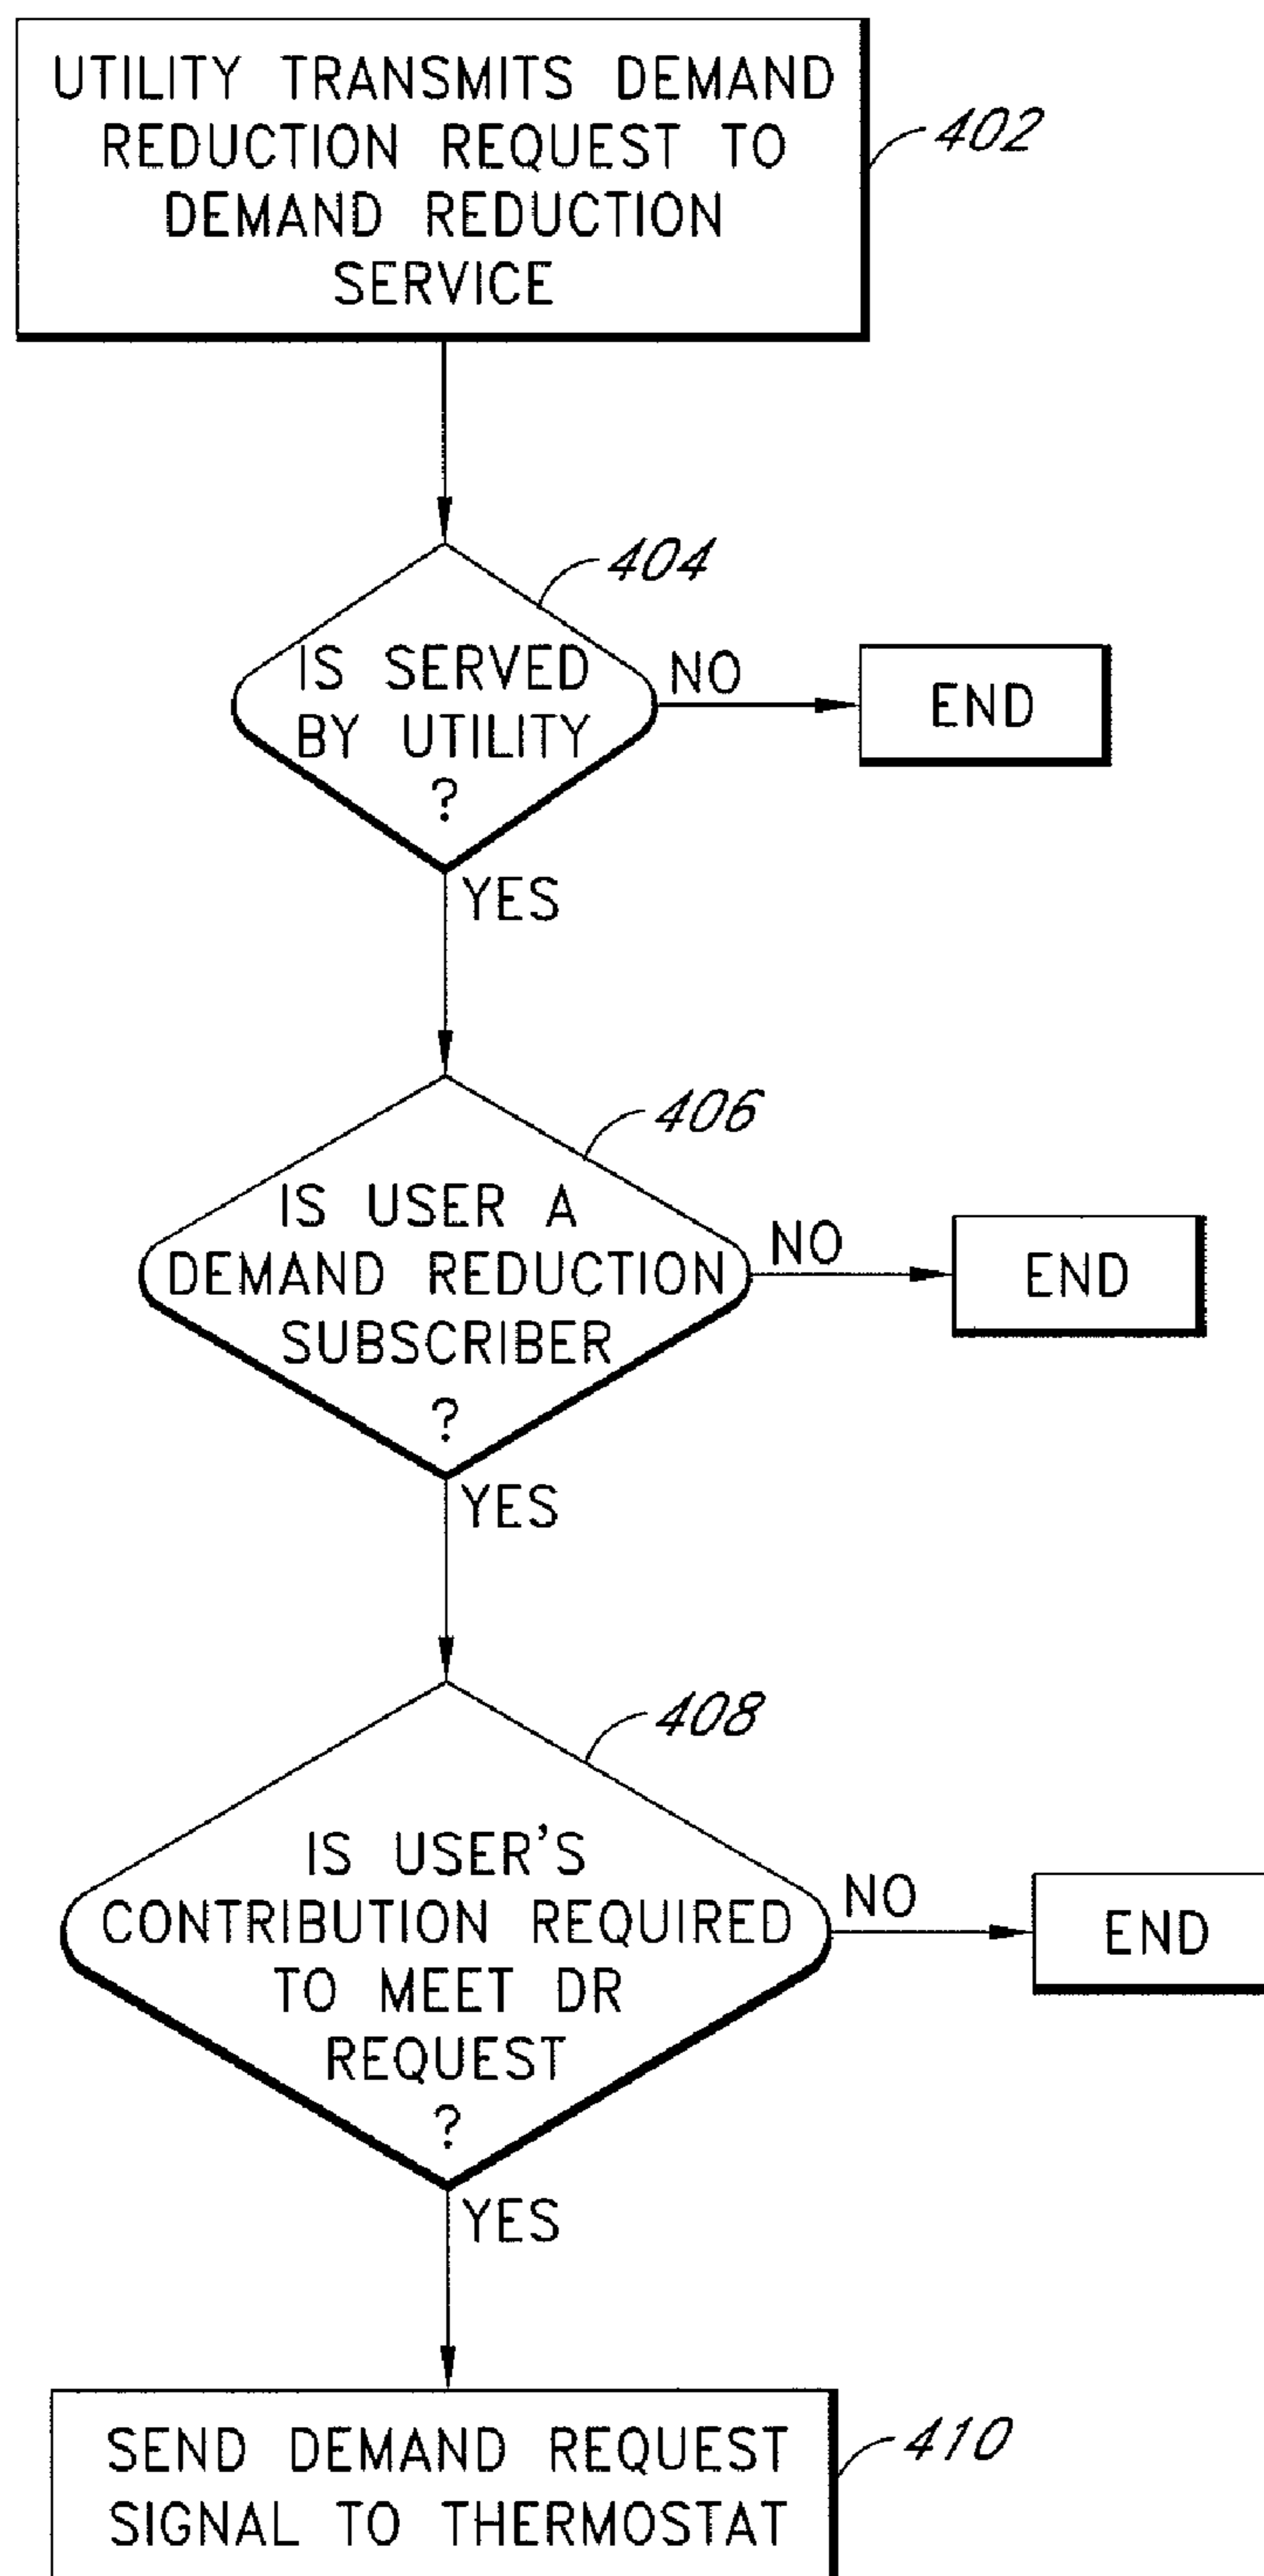 UTILITY TRANSMITS DEMAND
REDUCTION REQUEST TO
DEMAND REDUCTION
SERVICE
402
404
IS SERVED
BY UTILITY
?
NO
END
YES
406
IS USER A
DEMAND REDUCTION
SUBSCRIBER
?
NO
END
YES
408
IS USER'S
CONTRIBUTION REQUIRED
TO MEET DR
REQUEST
?
NO
END
YES
SEND DEMAND REQUEST
SIGNAL TO THERMOSTAT
410